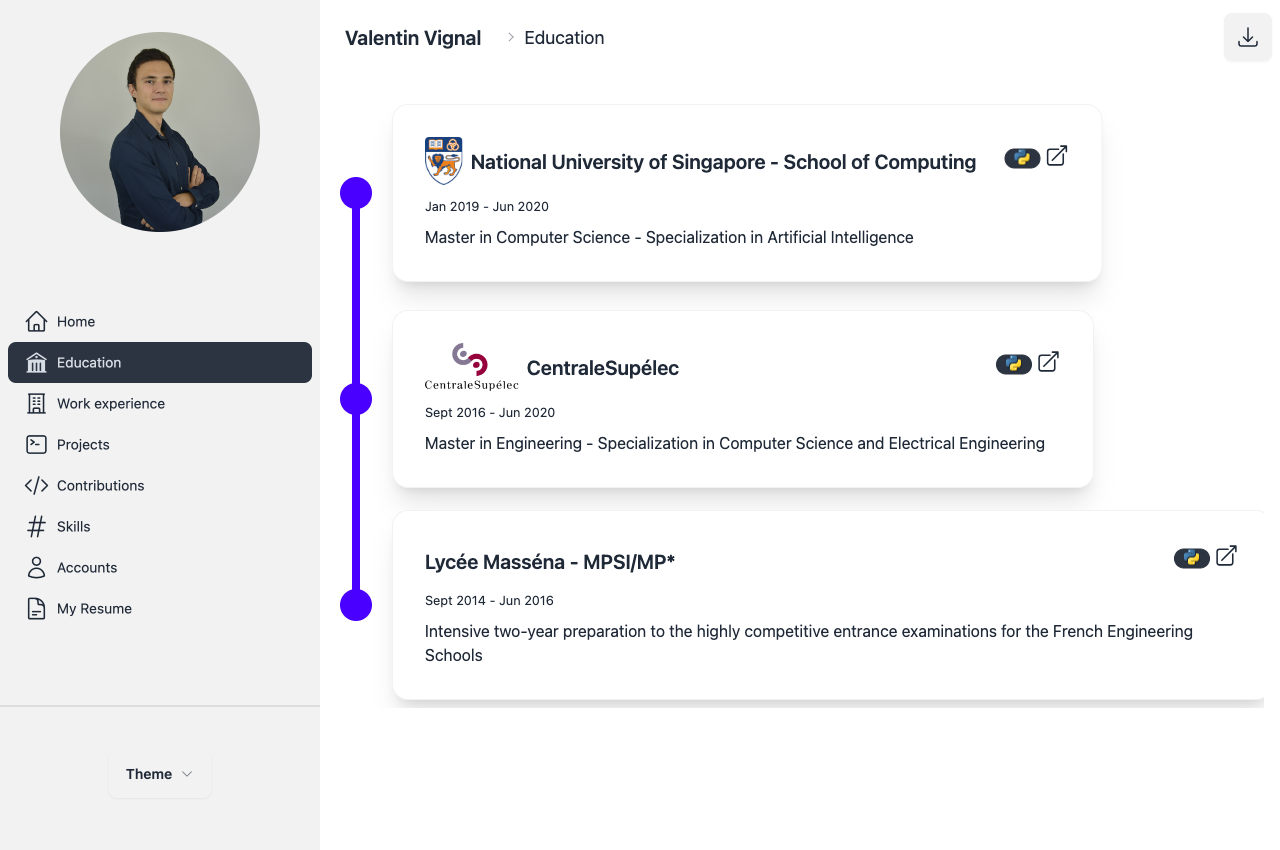 Valentin Vignal
Education
Home
Education
Work experience
Projects
Contributions
Skills
Accounts
My Resume
Theme
National University of Singapore - School of Computing
Jan 2019 - Jun 2020
Master in Computer Science - Specialization in Artificial Intelligence
CentraleSupélec
CentraleSupélec
Sept 2016 - Jun 2020
Master in Engineering - Specialization in Computer Science and Electrical Engineering
Lycée Masséna - MPSI/MP*
Sept 2014 - Jun 2016
Intensive two-year preparation to the highly competitive entrance examinations for the French Engineering
Schools